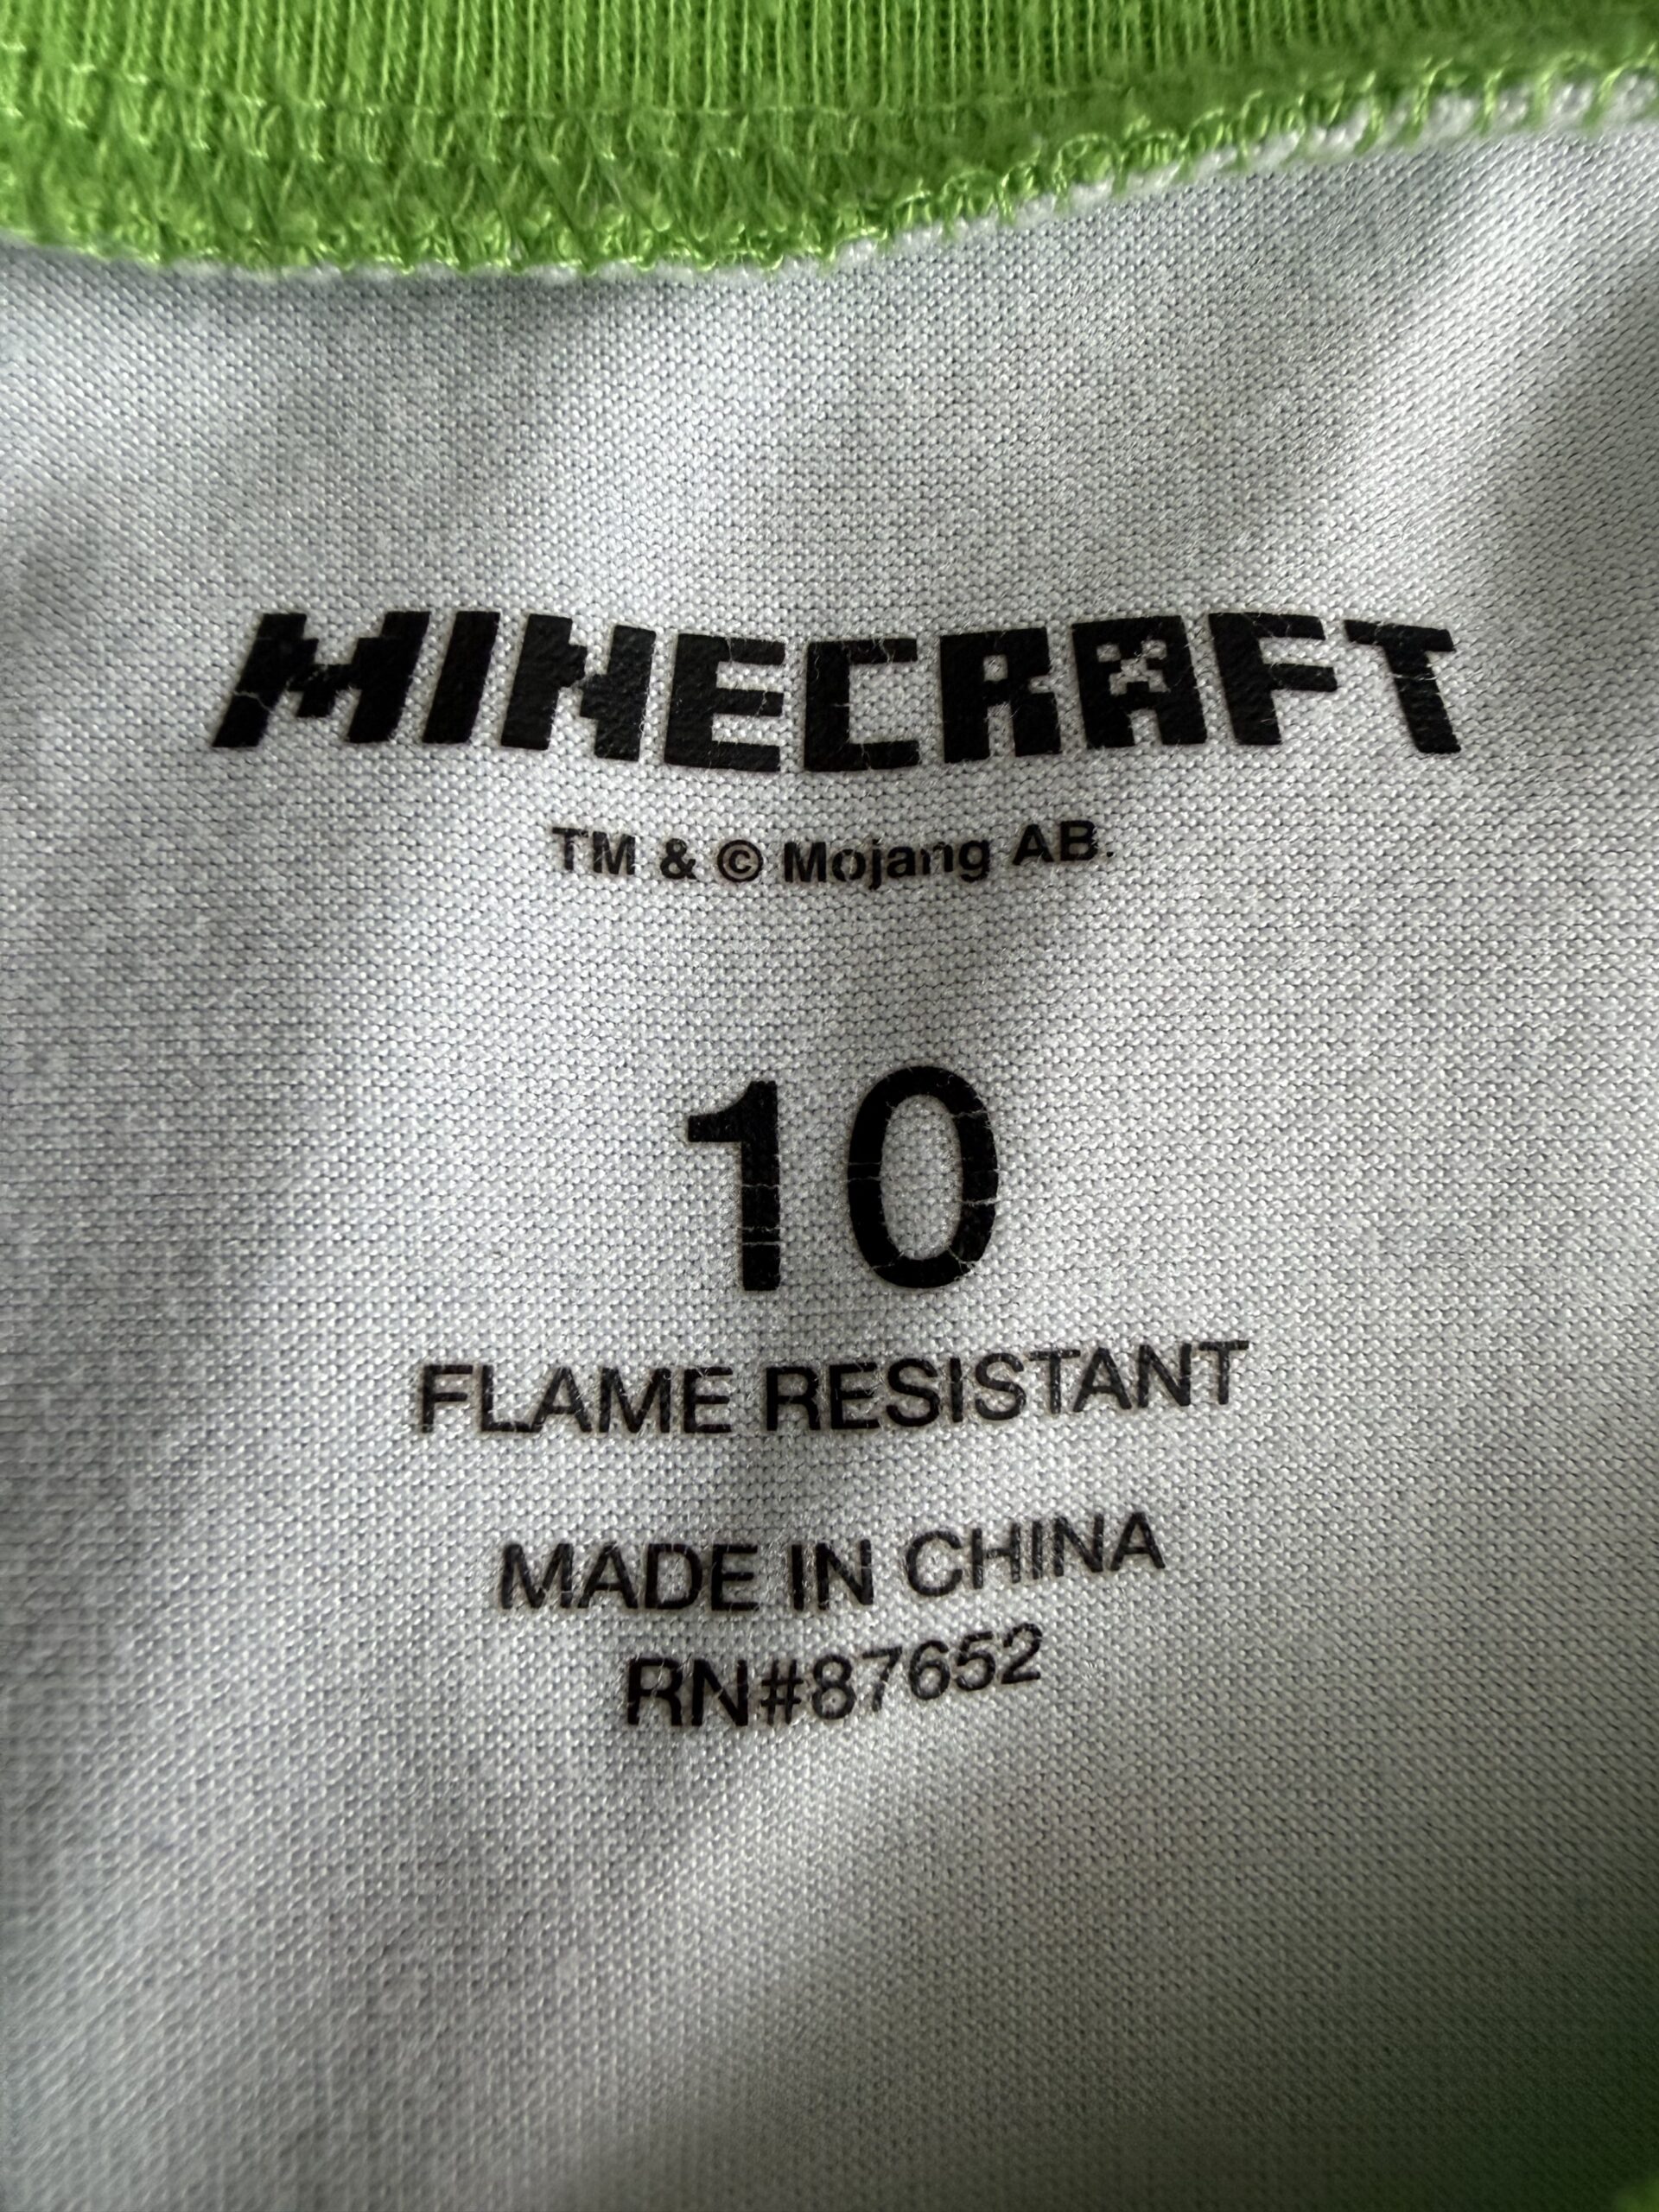 MINECRAFT
TM & © Mojang AB.
10
FLAME RESISTANT
MADE IN CHINA
RN#87652